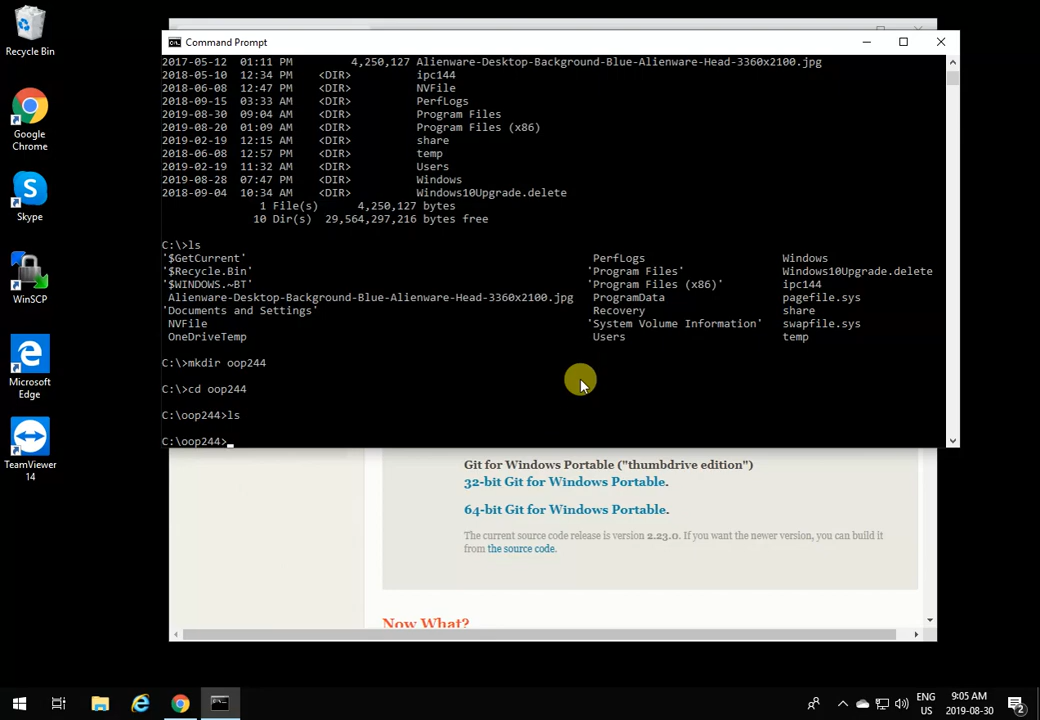 Recycle Bin
Google
Chrome
Skype
WinSCP
Microsoft
Edge
TeamViewer
14
Command Prompt
2017-05-12  01:11 PM         4,250,127 Alienware-Desktop-Background-Blue-Alienware-Head-3360x2100.jpg
2018-05-10  12:34 PM    <DIR>          ipc144
2018-06-08  12:47 PM    <DIR>          NVFile
2018-09-15  03:33 AM    <DIR>          PerfLogs
2019-08-30  09:04 AM    <DIR>          Program Files
2019-08-20  01:09 AM    <DIR>          Program Files (x86)
2019-02-19  12:15 AM    <DIR>          share
2018-06-08  12:57 PM    <DIR>          temp
2019-02-19  11:32 AM    <DIR>          Users
2019-08-28  07:47 PM    <DIR>          Windows
2018-09-04  10:34 AM    <DIR>          Windows10Upgrade.delete
1 File(s)      4,250,127 bytes
10 Dir(s)  29,564,297,216 bytes free
C:\>ls
'$GetCurrent' PerfLogs Windows
'$Recycle.Bin' 'Program Files' Windows10Upgrade.delete
'$WINDOWS.~BT' 'Program Files (x86)' ipc144
Alienware-Desktop-Background-Blue-Alienware-Head-3360x2100.jpg ProgramData pagefile.sys
'Documents and Settings' Recovery share
NVFile 'System Volume Information' swapfile.sys
OneDriveTemp Users temp
C:\>mkdir oop244
C:\>cd oop244
C:\oop244>ls
C:\oop244>
Git for Windows Portable ("thumbdrive edition")
32-bit Git for Windows Portable.
64-bit Git for Windows Portable.
The current source code release is version 2.23.0. If you want the newer version, you can build it
from the source code.
Now What?
ENG
US
9:05 AM
2019-08-30
2